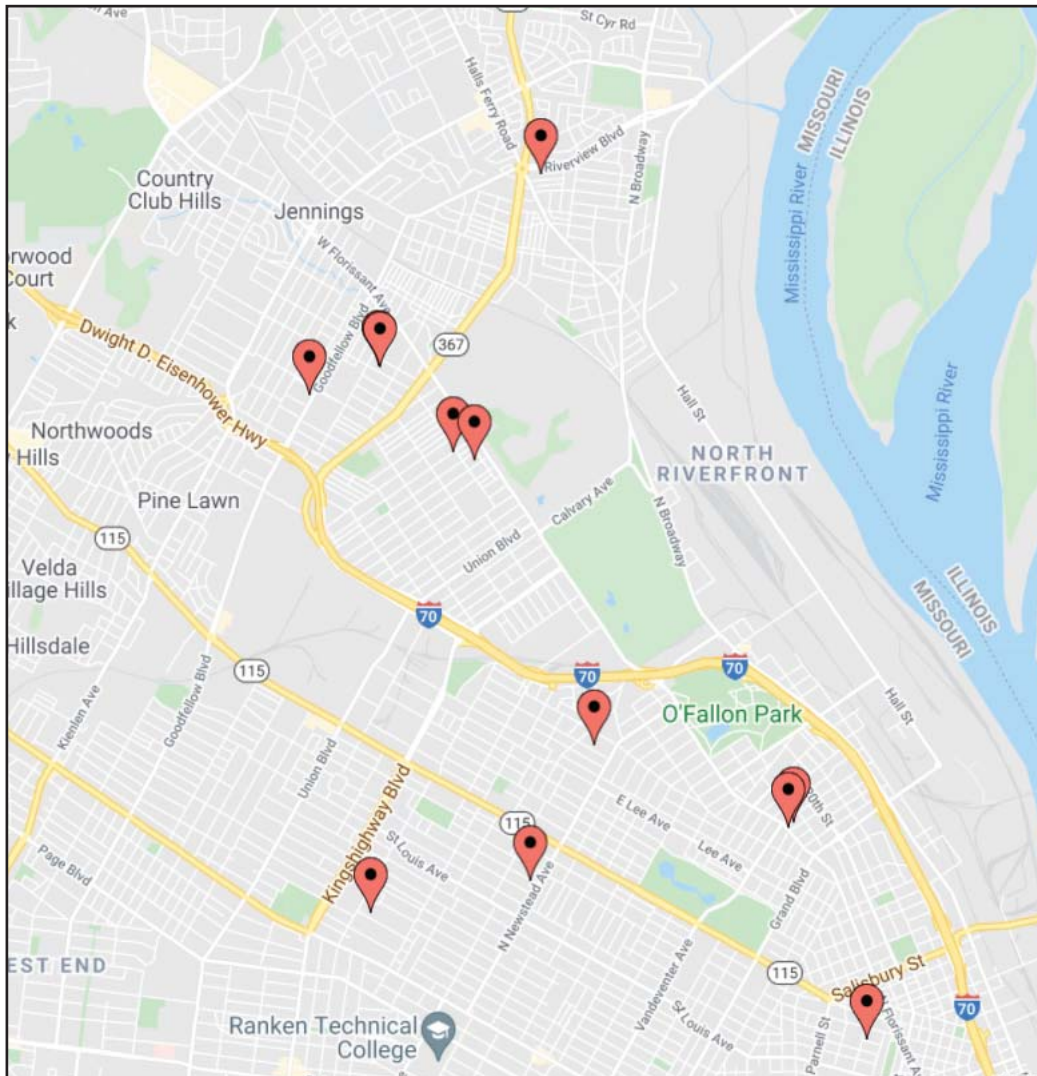 St Cyr Rd
Halls Ferry Road
Riverview Blvd
N Broadway
MISSOURI
ILLINOIS
Mississippi River
Country
Club Hills
Jennings
W Florissant Ave
Court
Dwight D. Eisenhower Hwy
Goodfellow Blvd
367
Hall St
Mississippi River
Northwoods
Hills
NORTH
RIVERFRONT
Pine Lawn
Calvary Ave
N Broadway
Union Blvd
115
Velda
Hills
ILLINOIS
MISSOURI
70
Hillsdale
115
70
70
Kienlen Ave
Goodfellow Blvd
O'Fallon Park
Hall St
Union Blvd
Kingshighway Blvd
20th St
E Lee Ave
115
Lee Ave
St Louis Ave
Page Blvd
N Newstead Ave
Grand Blvd
EST END
Vandeventer Ave
115
Salisbury St
St Louis Ave
Parnell St
N Florissant Av
70
Ranken Technical
College